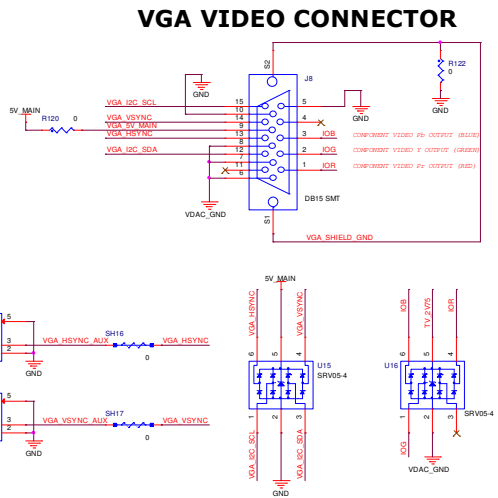 VGA VIDEO CONNECTOR
S2
J8
R122
0
GND
GND
GND
5V_MAIN
R120 0
VGA_I2C_SCL
VGA_VSYNC
VGA_5V_MAIN
VGA_HSYNC
VGA_I2C_SDA
15
10
14
9
13
8
12
7
11
6
5
4
3 IOB COMPONENT VIDEO Pb OUTPUT (BLUE)
2 IOG COMPONENT VIDEO Y OUTPUT (GREEN)
1 IOR COMPONENT VIDEO Pr OUTPUT (RED)
DB15 SMT
VDAC_GND
S1
VGA_SHIELD_GND
5V_MAIN
VGA_HSYNC
VGA_VSYNC
IOB
TV_2V75
IOR
5
3
2
GND
VGA_HSYNC_AUX
SH16
0
VGA_HSYNC
6
5
4
U15
SRV05-4
1
2
3
VGA_I2C_SCL
VGA_I2C_SDA
GND
6
5
4
U16
SRV05-4
1
2
3
IOG
VDAC_GND
5
3
2
GND
VGA_VSYNC_AUX
SH17
0
VGA_VSYNC